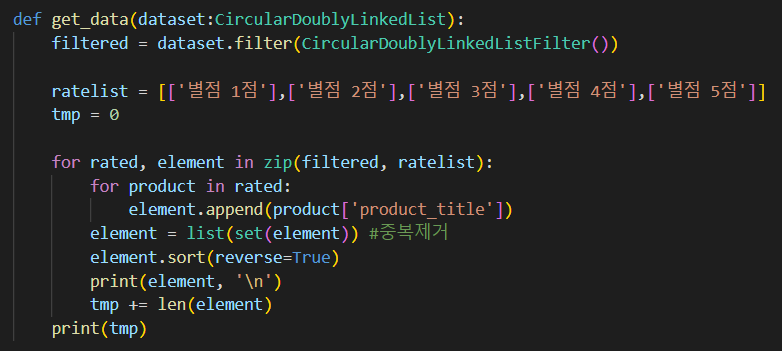 def get_data(dataset:CircularDoublyLinkedList):
filtered = dataset.filter(CircularDoublyLinkedListFilter())
ratelist = [['별점 1점'],['별점 2점'],['별점 3점'],['별점 4점'],['별점 5점']]
tmp = 0
for rated, element in zip(filtered, ratelist):
for product in rated:
element.append(product['product_title'])
element = list(set(element)) #중복제거
element.sort(reverse=True)
print(element, '\n')
tmp += len(element)
print(tmp)